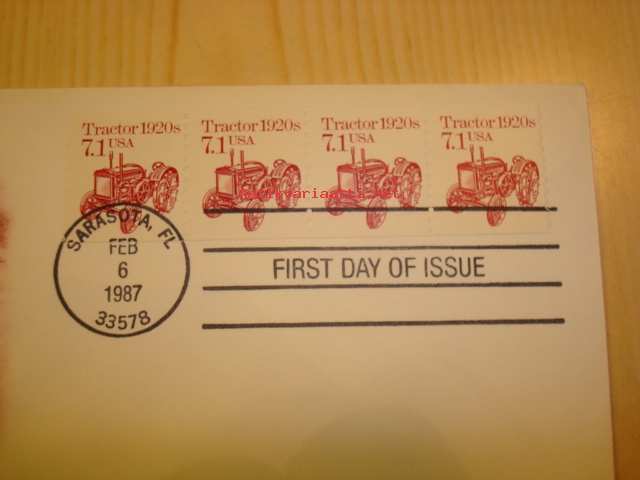 Tractor 1920s Tractor 1920s Tractor 1920s Tractor 1920s
7.1 USA 7.1 USA 7.1 USA 7.1 USA
SARASOTA, FL
FEB
6
1987
33578
FIRST DAY OF ISSUE